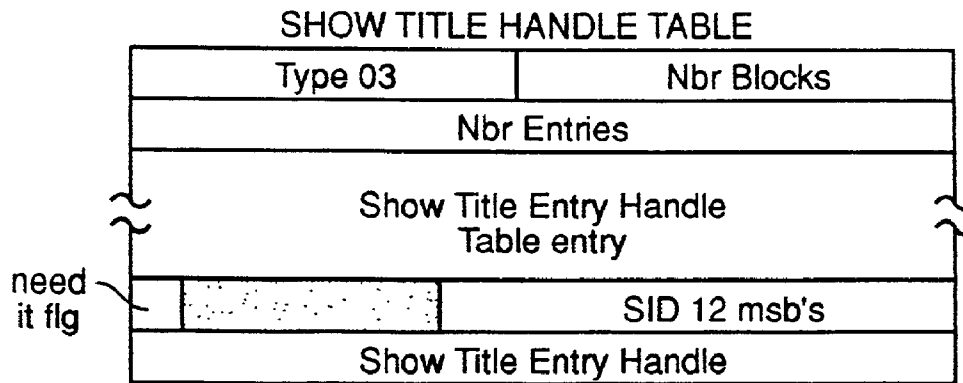 SHOW TITLE HANDLE TABLE
Type 03
Nbr Blocks
Nbr Entries
Show Title Entry Handle
Table entry
need
it flg
SID 12 msb's
Show Title Entry Handle